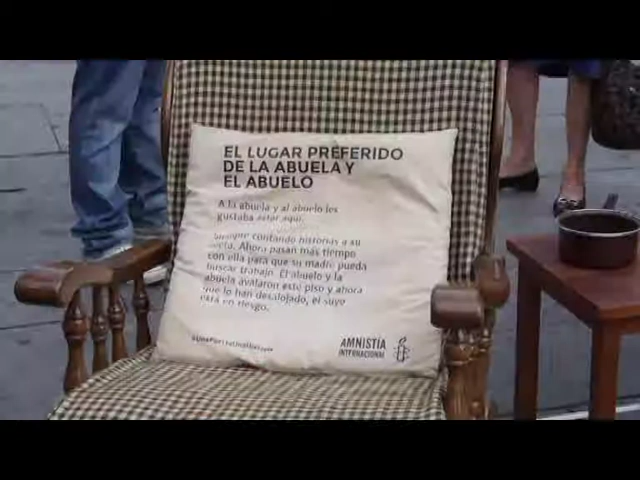 EL LUGAR PREFERIDO
DE LA ABUELA Y
EL ABUELO
A la abuela y al abuelo les
gustaba estar aquí.
Siempre contando historias a su
nieta. Ahora pasan más tiempo
con ella para que su madre pueda
buscar trabajo. El abuelo y la
abuela avalaron este piso y ahora
que lo han desalojado, el suyo
está en riesgo.
AMNISTÍA
INTERNACIONAL